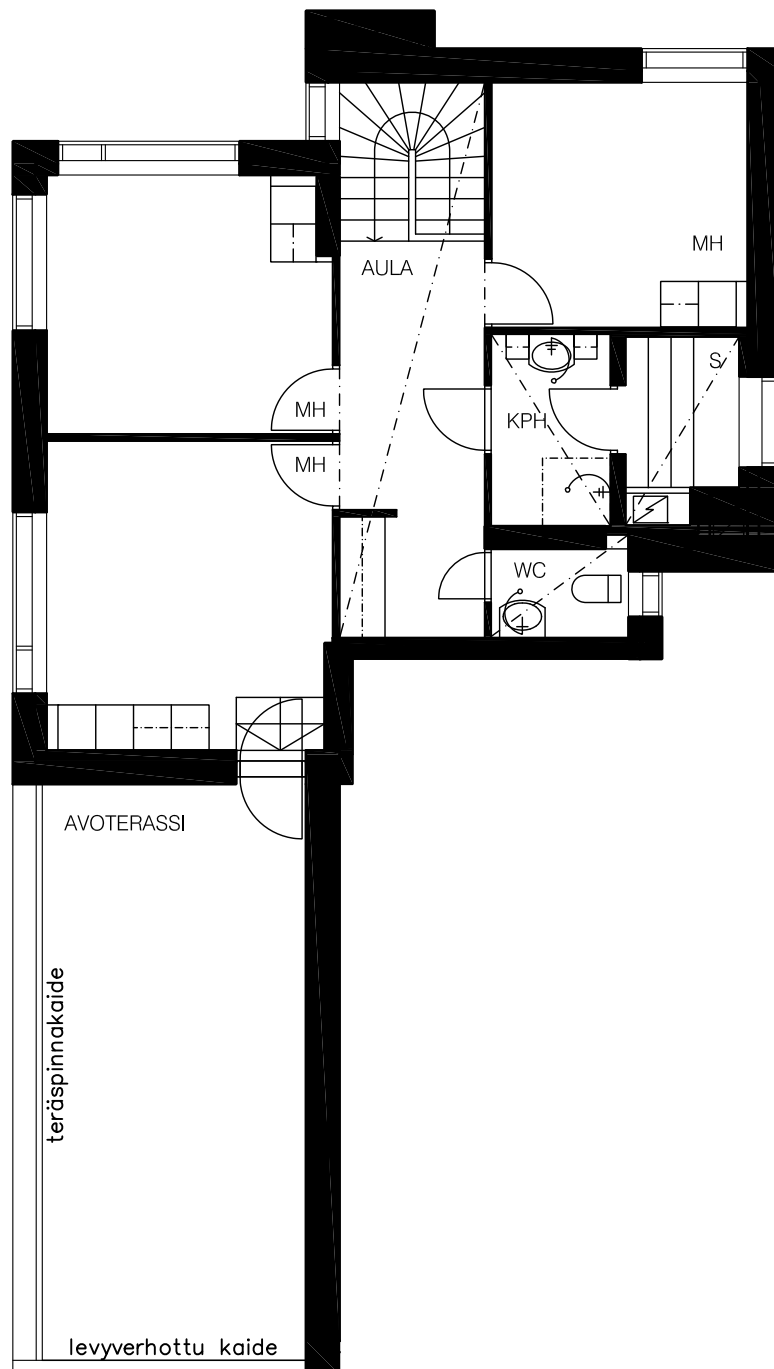 MH
AULA
S
MH
KPH
MH
WC
AVOTERASSI
teräspinnakaide
levyverhottu kaide